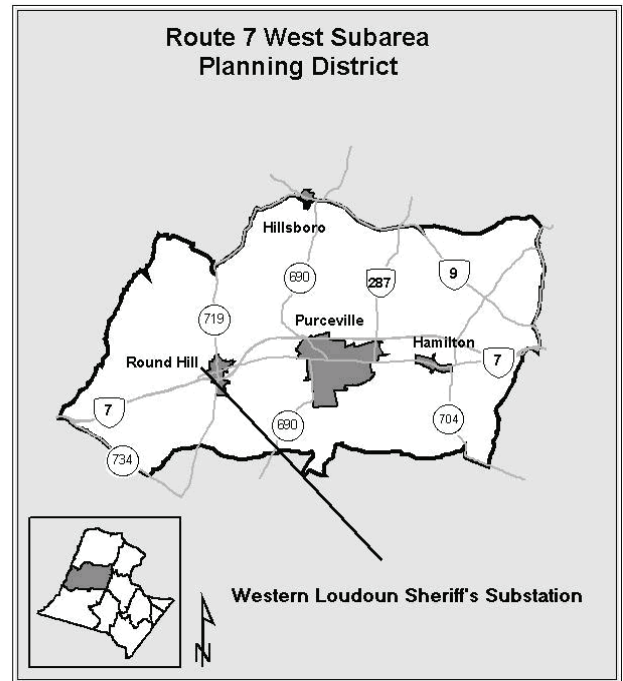 Route 7 West Subarea
Planning District
Hillsboro
690
287
9
719
Purceville
Round Hill
Hamilton
7
7
690
704
734
Western Loudoun Sheriff's Substation
N